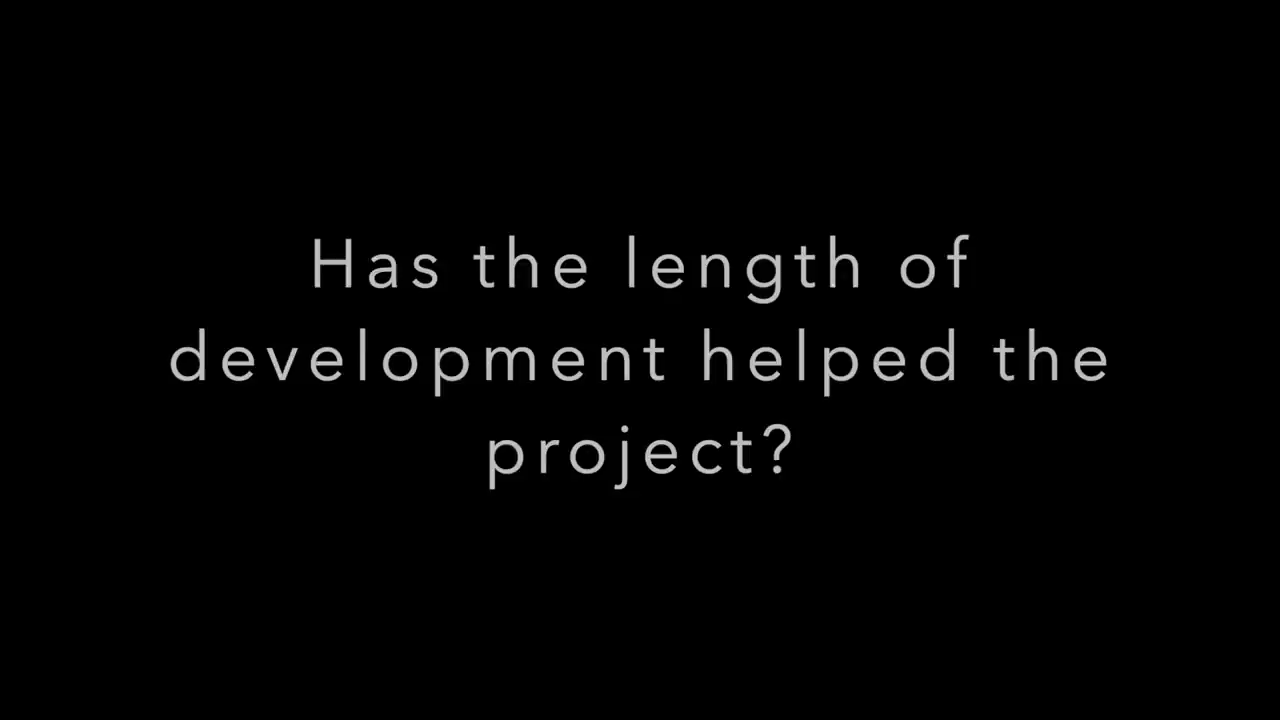 Has the length of
development helped the
project?